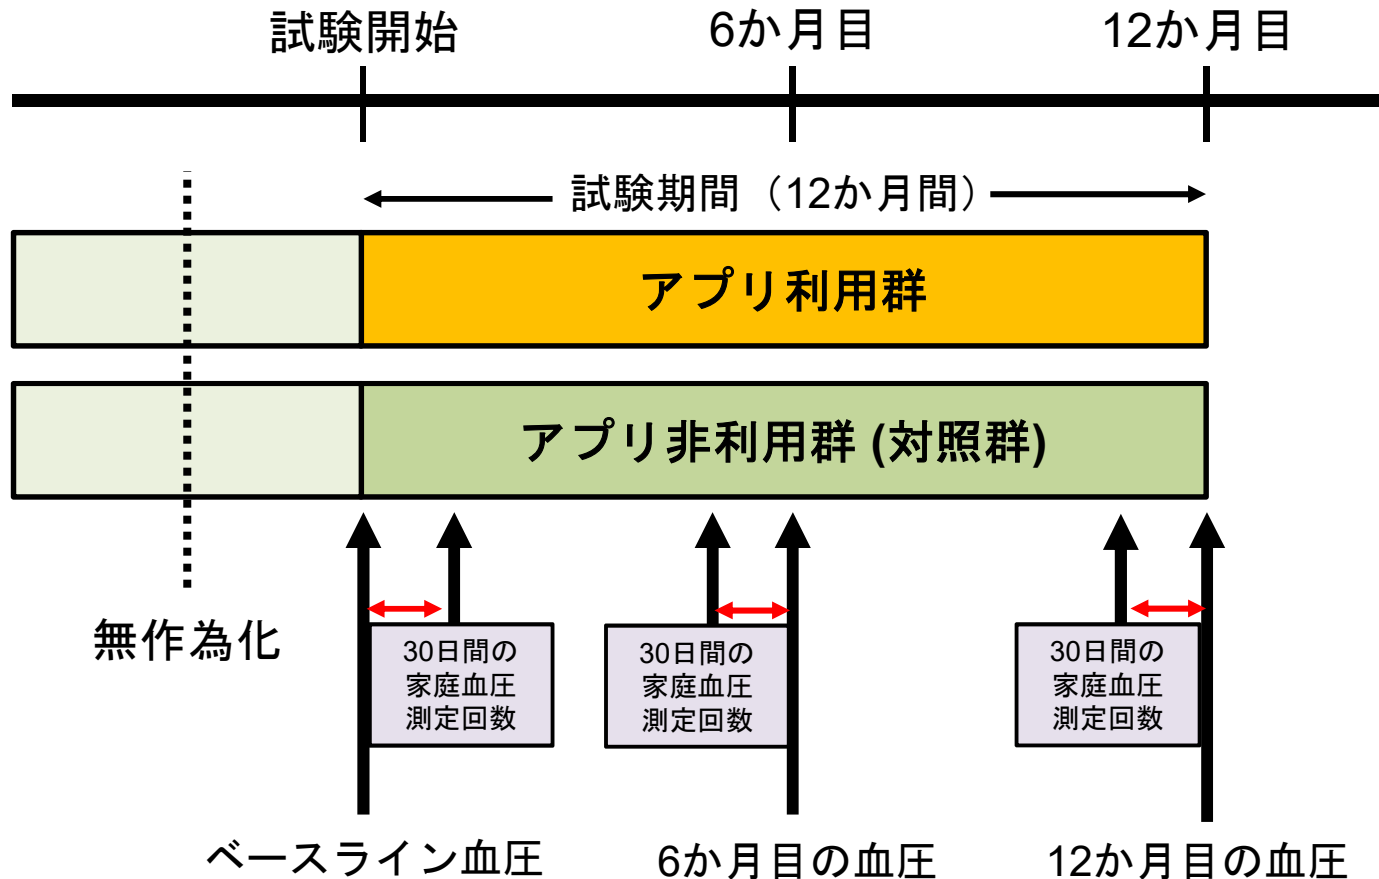 試験開始
6か月目
12か月目
試験期間（12か月間）
アプリ利用群
アプリ非利用群 (対照群)
無作為化
30日間の
家庭血圧
測定回数
30日間の
家庭血圧
測定回数
30日間の
家庭血圧
測定回数
ベースライン血圧
6か月目の血圧
12か月目の血圧